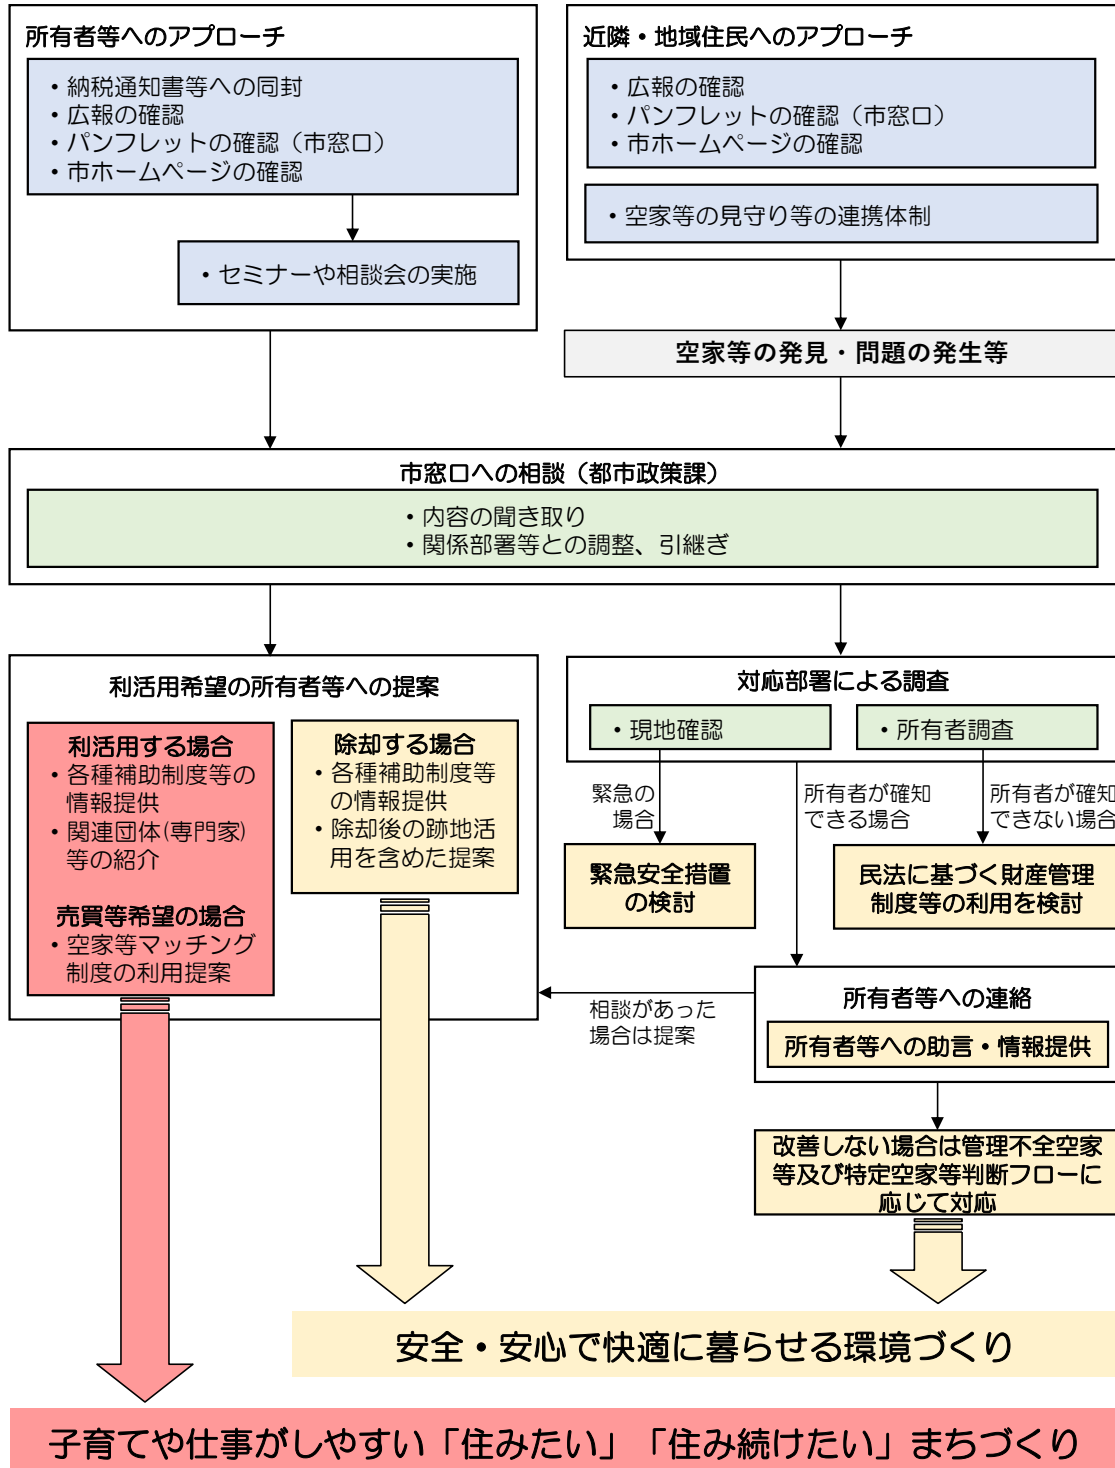 所有者等へのアプローチ
・納税通知書等への同封
・広報の確認
・パンフレットの確認（市窓口）
・市ホームページの確認
・セミナーや相談会の実施
近隣・地域住民へのアプローチ
・広報の確認
・パンフレットの確認（市窓口）
・市ホームページの確認
・空家等の見守り等の連携体制
空家等の発見・問題の発生等
市窓口への相談（都市政策課）
・内容の聞き取り
・関係部署等との調整、引継ぎ
利活用希望の所有者等への提案
利活用する場合
・各種補助制度等の
情報提供
・関連団体(専門家)
等の紹介
売買等希望の場合
・空家等マッチング
制度の利用提案
除却する場合
・各種補助制度等
の情報提供
・除却後の跡地活
用を含めた提案
対応部署による調査
・現地確認
・所有者調査
緊急の
場合
所有者が確知
できる場合
所有者が確知
できない場合
緊急安全措置
の検討
民法に基づく財産管理
制度等の利用を検討
所有者等への連絡
所有者等への助言・情報提供
相談があった
場合は提案
改善しない場合は管理不全空家
等及び特定空家等判断フローに
応じて対応
安全・安心で快適に暮らせる環境づくり
子育てや仕事がしやすい「住みたい」「住み続けたい」まちづくり